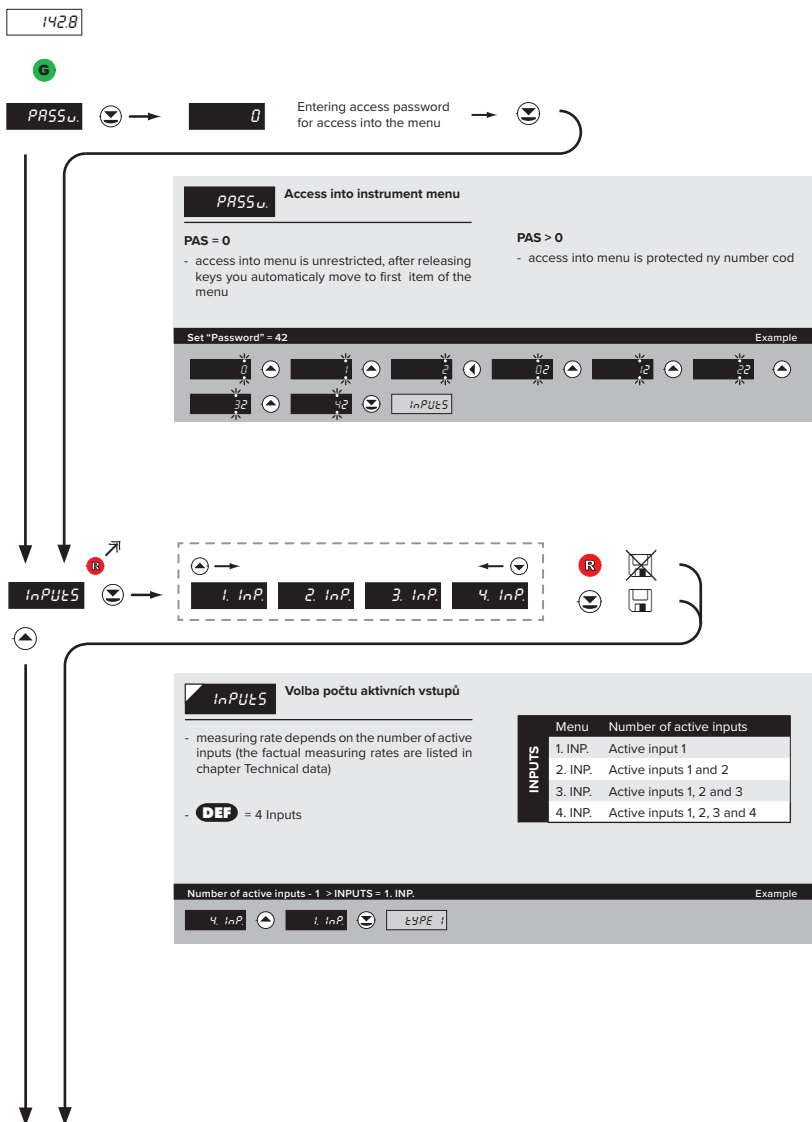 142.8
G
PASSW.
0
Entering access password
for access into the menu
PASSW.
Access into instrument menu
PAS = 0
- access into menu is unrestricted, after releasing
keys you automaticaly move to first item of the
menu
PAS > 0
- access into menu is protected ny number cod
Set “Password” = 42 Example
0 1 2 02 12 22
32 42 INPUTS
R
INPUTS
1. INP. 2. INP. 3. INP. 4. INP.
R
INPUTS
Volba počtu aktivních vstupů
- measuring rate depends on the number of active
inputs (the factual measuring rates are listed in
chapter Technical data)
- DEF = 4 Inputs
INPUTS
Menu Number of active inputs
1. INP. Active input 1
2. INP. Active inputs 1 and 2
3. INP. Active inputs 1, 2 and 3
4. INP. Active inputs 1, 2, 3 and 4
Number of active inputs - 1 > INPUTS = 1. INP. Example
4. INP. 1. INP. TYPE 1